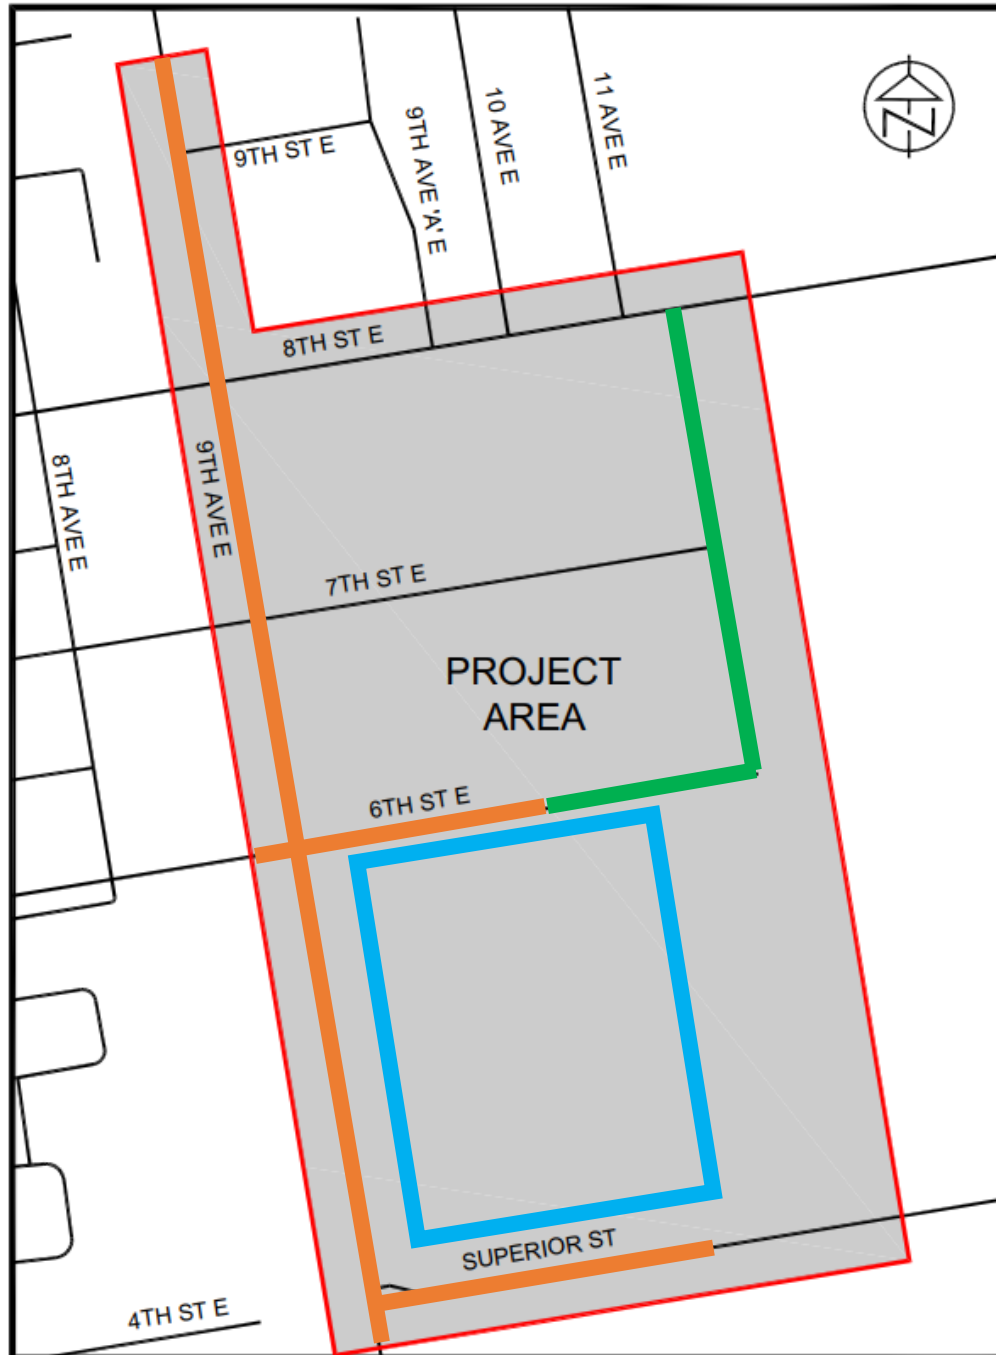 9TH ST E
9TH AVE 'A' E
10 AVE E
11 AVE E
N
8TH ST E
9TH AVE E
8TH AVE E
7TH ST E
PROJECT
AREA
6TH ST E
SUPERIOR ST
4TH ST E